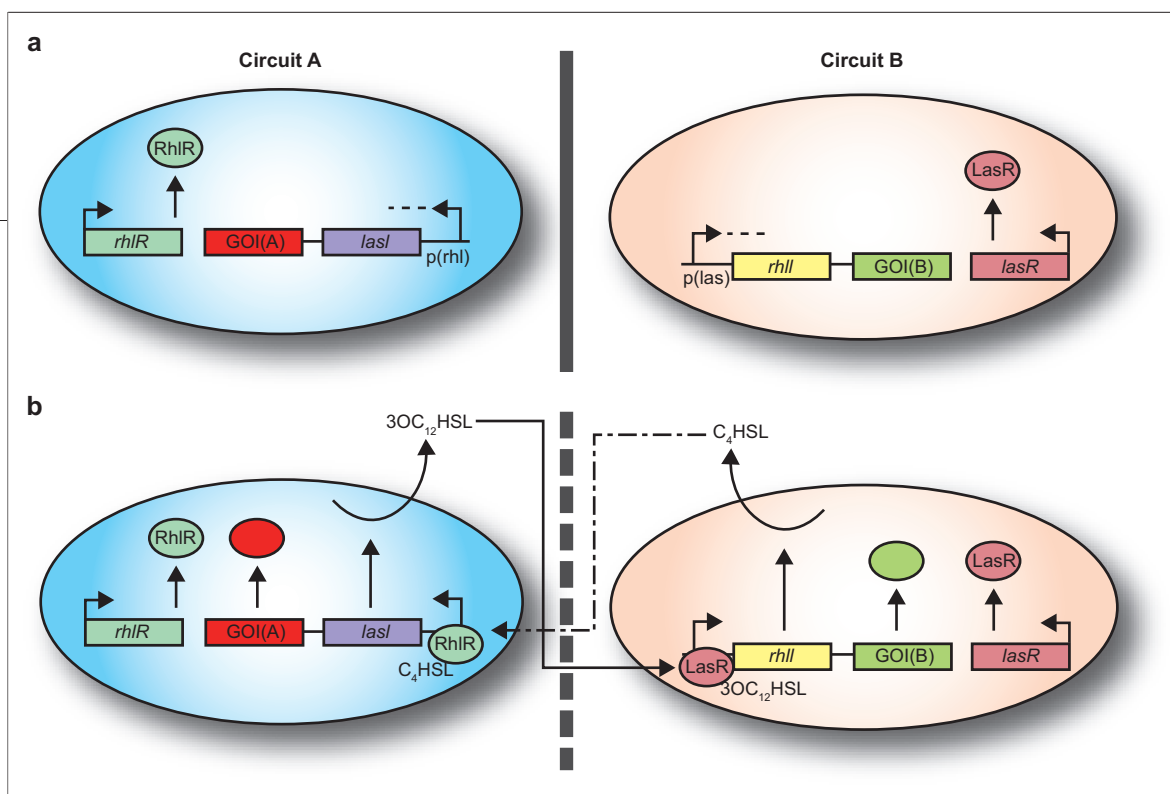 a
Circuit A
Circuit B
RhlR
LasR
rhlR
GOI(A)
lasI
p(rhl)
p(las)
rhlI
GOI(B)
lasR
b
3OC₁₂HSL
C₄HSL
RhlR
LasR
rhlR
GOI(A)
lasI
RhlR
C₄HSL
LasR
rhlI
GOI(B)
lasR
3OC₁₂HSL